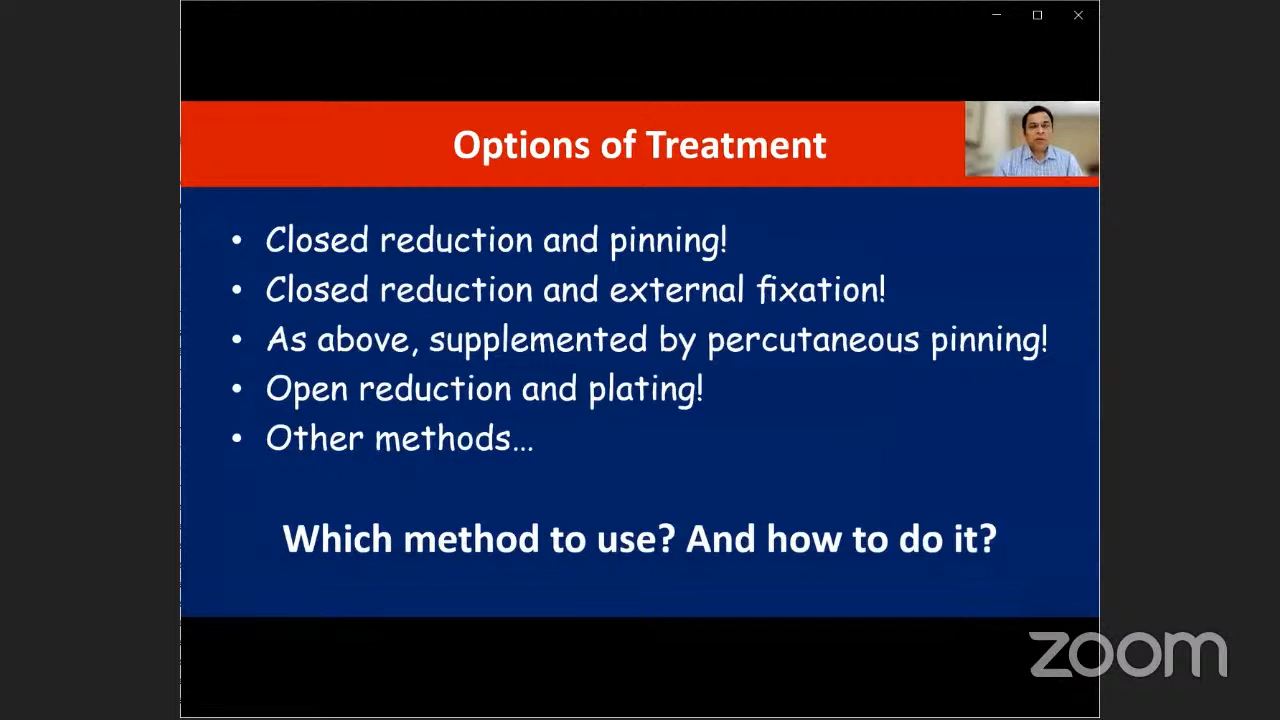 Options of Treatment
• Closed reduction and pinning!
• Closed reduction and external fixation!
• As above, supplemented by percutaneous pinning!
• Open reduction and plating!
• Other methods…
Which method to use? And how to do it?
zoom